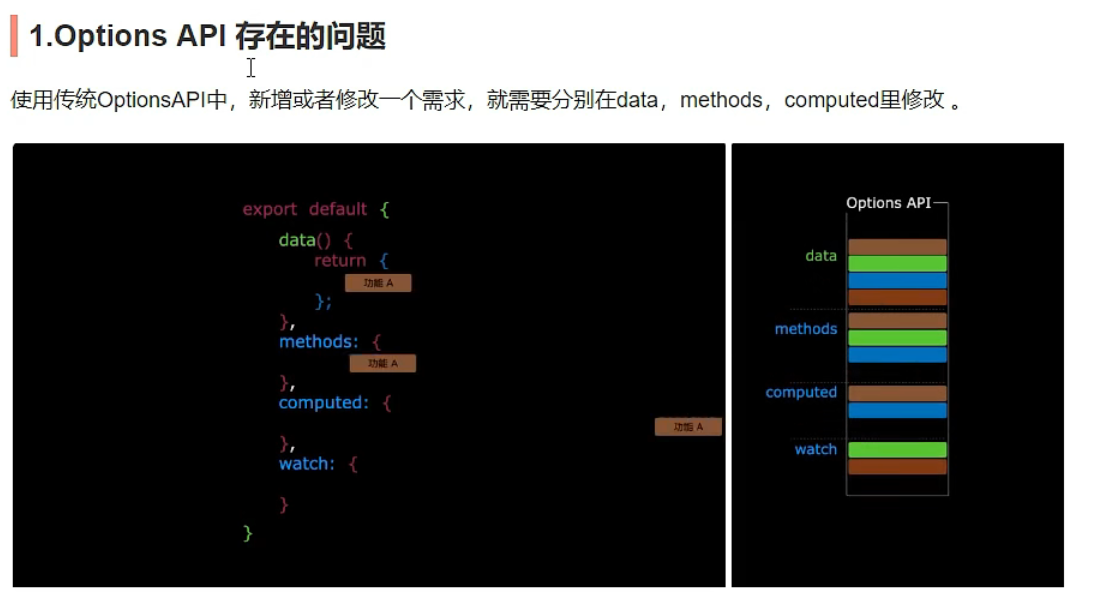 1.Options API 存在的问题
使用传统OptionsAPI中，新增或者修改一个需求，就需要分别在data，methods，computed里修改 。
export default {
data() {
return {
功能 A
};
},
methods: {
功能 A
},
computed: {
功能 A
},
watch: {
}
}
Options API
data
methods
computed
watch